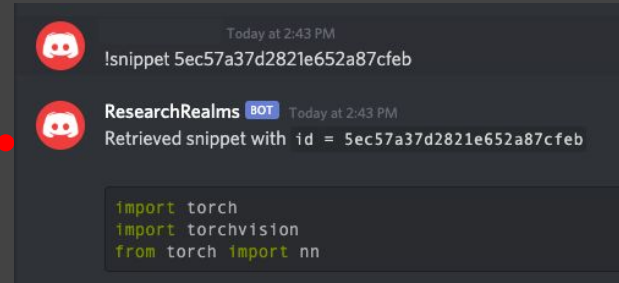 Today at 2:43 PM
!snippet 5ec57a37d2821e652a87cfeb
ResearchRealms BOT Today at 2:43 PM
Retrieved snippet with id = 5ec57a37d2821e652a87cfeb
import torch
import torchvision
from torch import nn